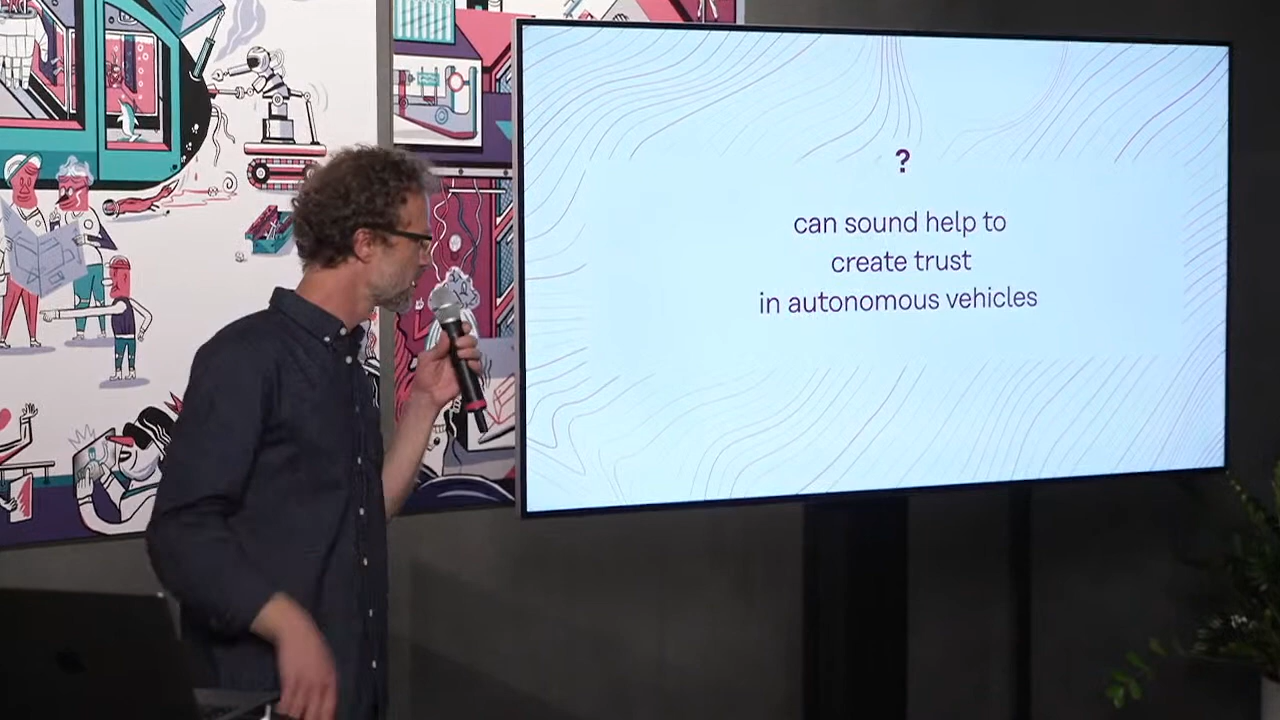 ?
can sound help to
create trust
in autonomous vehicles